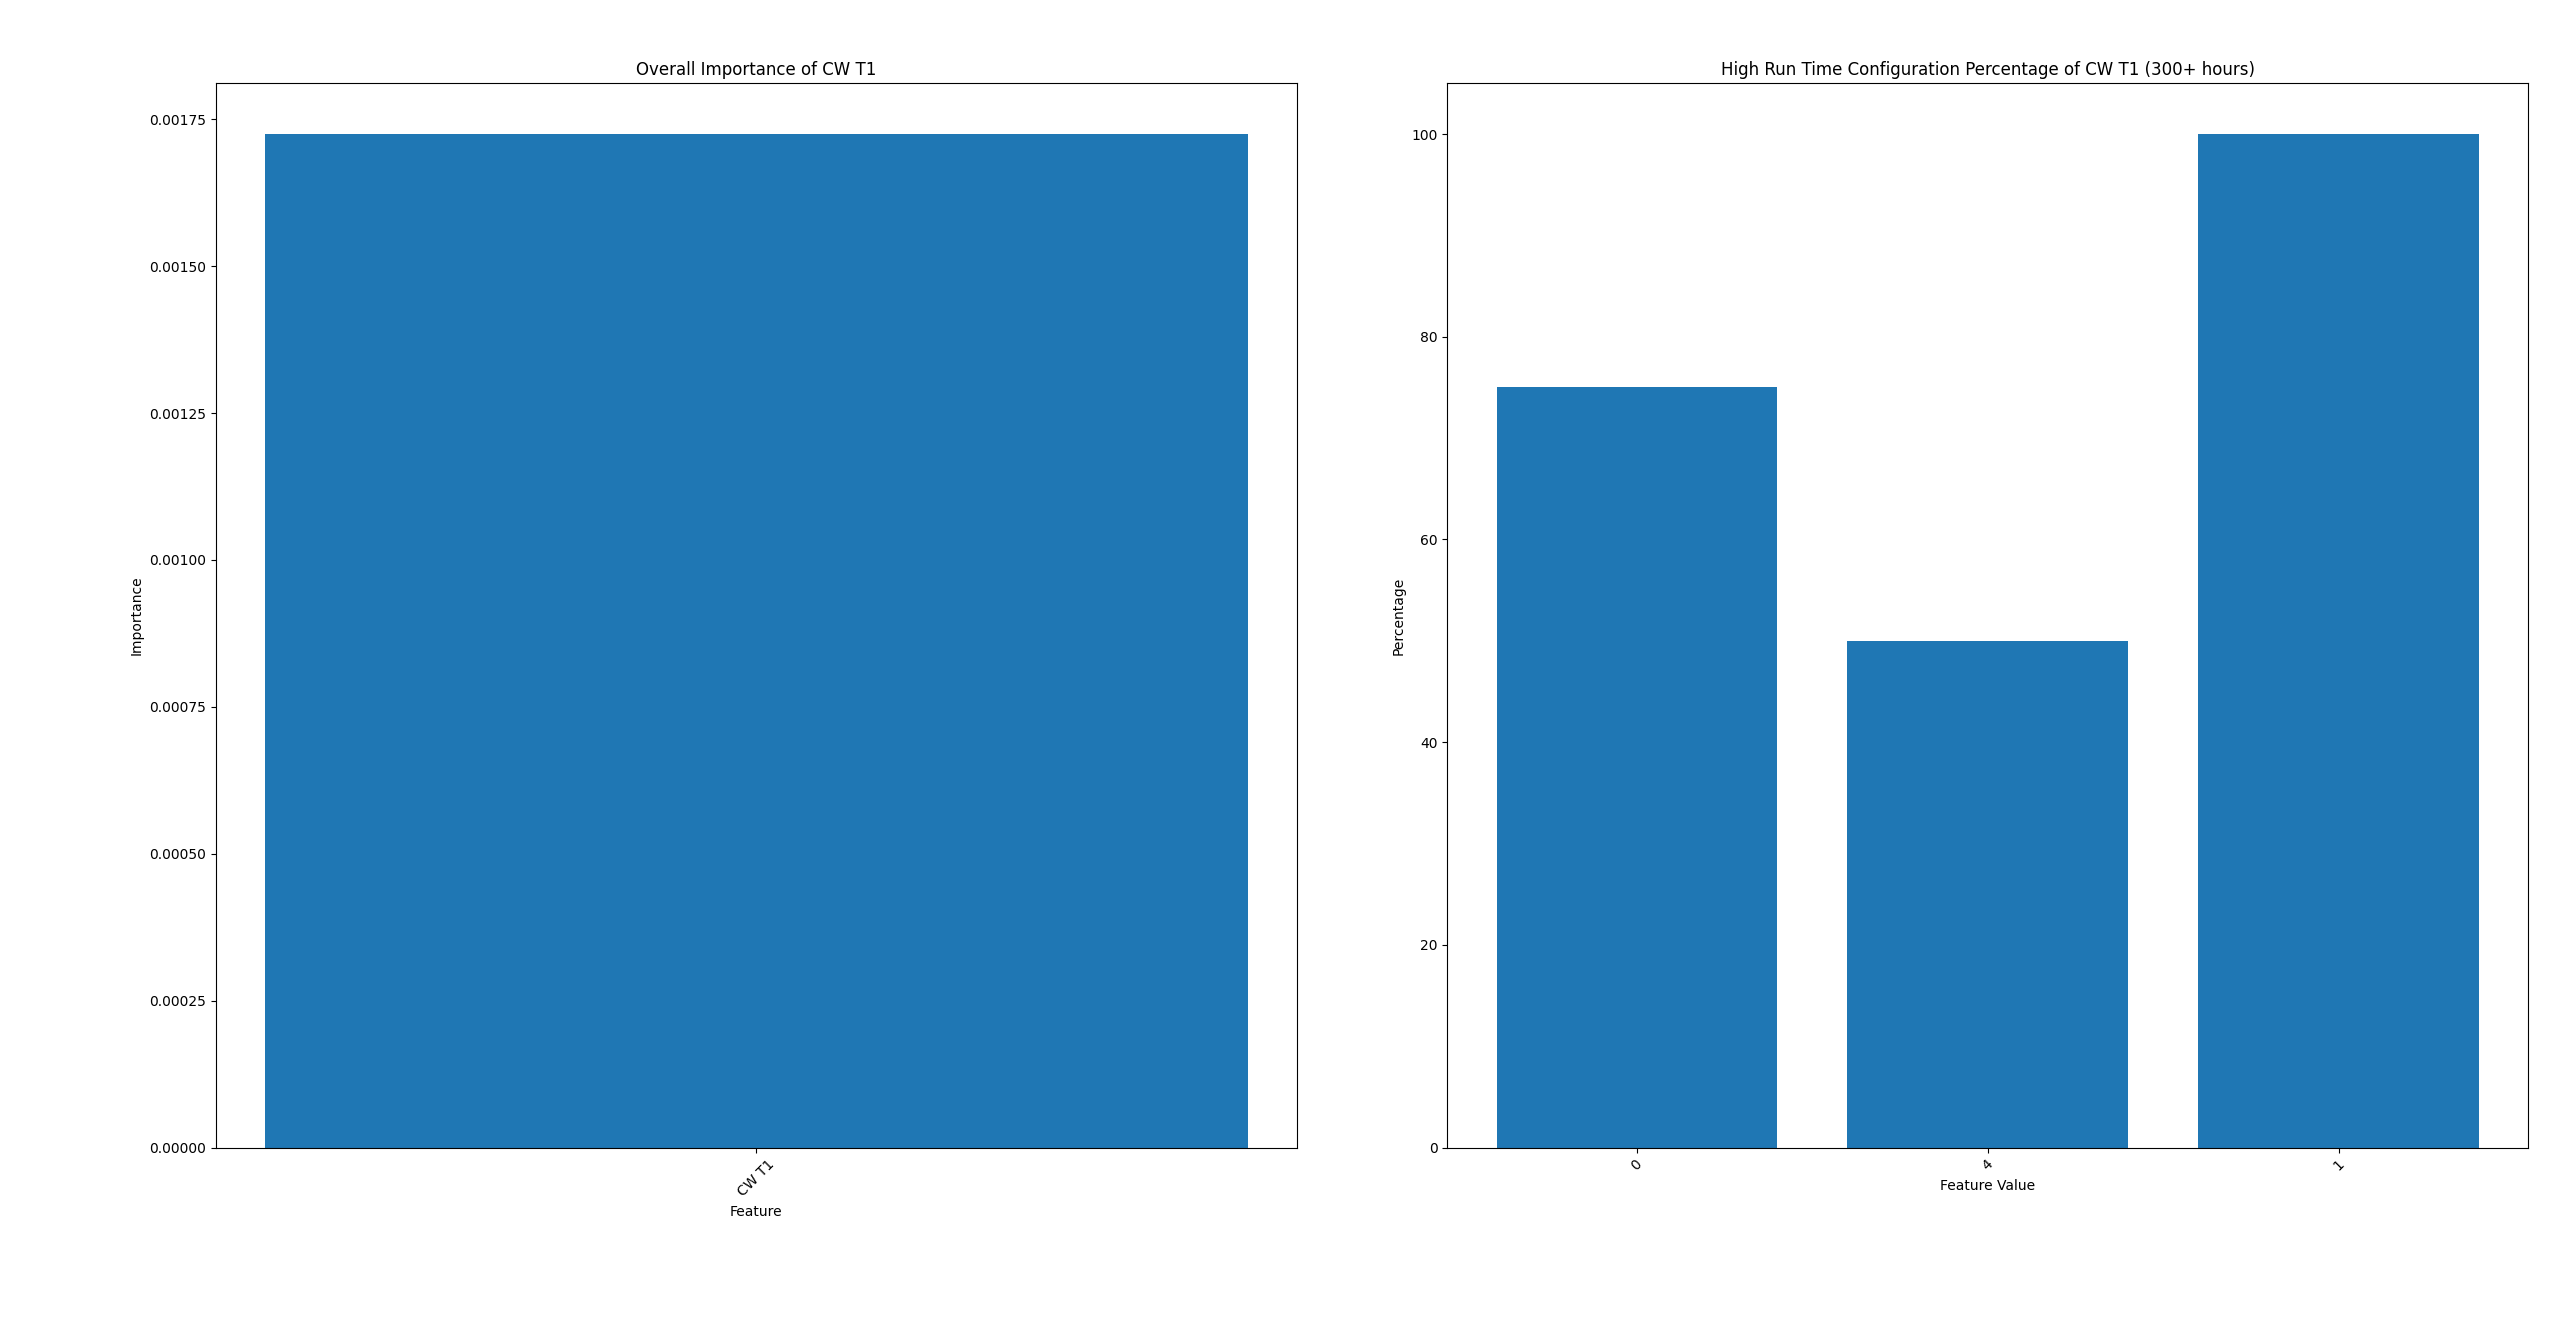 Overall Importance of CW T1
0.00175
0.00150
0.00125
0.00100
0.00075
0.00050
0.00025
0.00000
Importance
CW T1
Feature
High Run Time Configuration Percentage of CW T1 (300+ hours)
100
80
60
40
20
0
Percentage
0
4
1
Feature Value